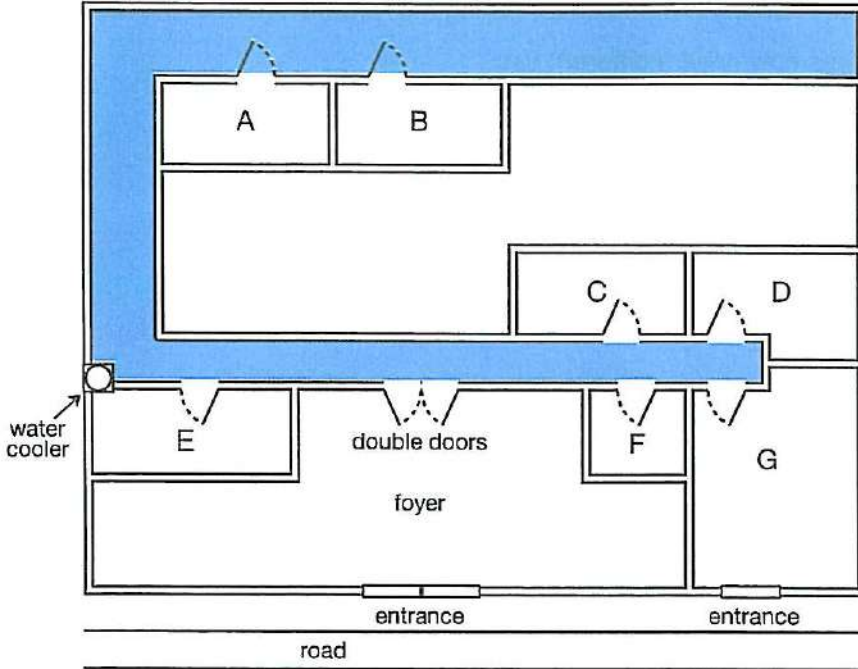 A
B
C
D
water
cooler
E
double doors
F
G
foyer
entrance
entrance
road